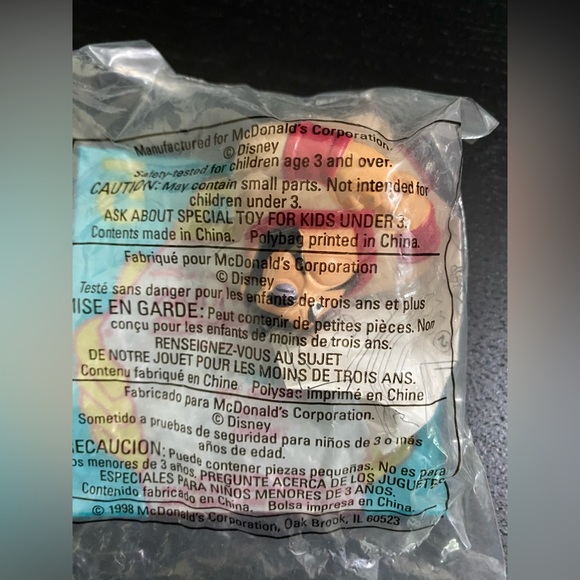 Manufactured for McDonald's Corporation.
© Disney
Safety-tested for children age 3 and over.
CAUTION: May contain small parts. Not intended for
children under 3.
ASK ABOUT SPECIAL TOY FOR KIDS UNDER 3.
Contents made in China. Polybag printed in China.
Fabriqué pour McDonald's Corporation
© Disney
Testé sans danger pour les enfants de trois ans et plus
MISE EN GARDE: Peut contenir de petites pièces. Non
conçu pour les enfants de moins de trois ans.
RENSEIGNEZ-VOUS AU SUJET
DE NOTRE JOUET POUR LES MOINS DE TROIS ANS.
Contenu fabriqué en Chine Polysac imprimé en Chine
Fabricado para McDonald's Corporation.
© Disney
Sometido a pruebas de seguridad para niños de 3 o más
años de edad.
ECAUCION: Puede contener piezas pequeñas. No es para
os menores de 3 años. PREGUNTE ACERCA DE LOS JUGUETES
ESPECIALES PARA NIÑOS MENORES DE 3 AÑOS.
Contenido fabricado en China. Bolsa impresa en China.
© 1998 McDonald's Corporation, Oak Brook, IL 60523